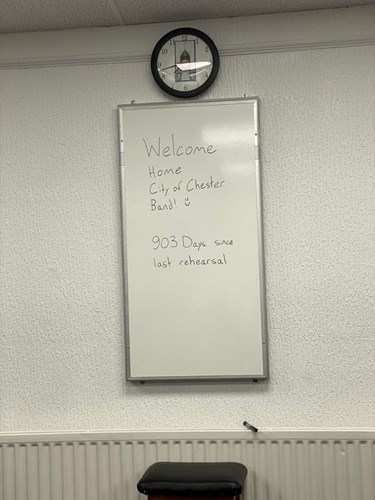 Welcome
Home
City of Chester
Band! ☺
903 Days since
last rehearsal